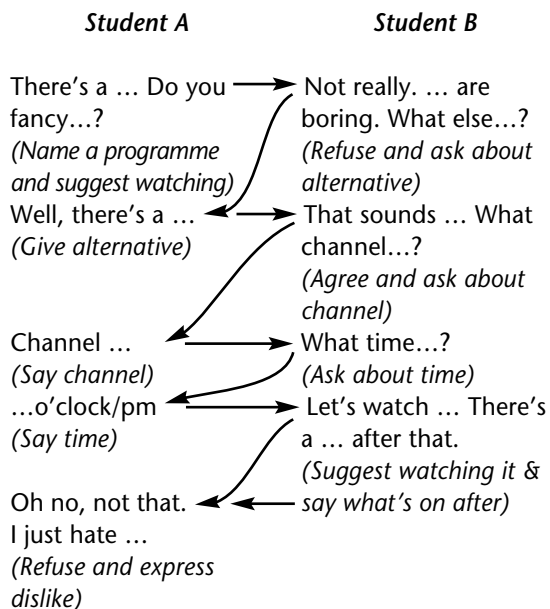 Student A
Student B
There's a … Do you
fancy…?
(Name a programme
and suggest watching)
Not really. … are
boring. What else…?
(Refuse and ask about
alternative)
Well, there's a …
(Give alternative)
That sounds … What
channel…?
(Agree and ask about
channel)
Channel …
(Say channel)
What time…?
(Ask about time)
…o'clock/pm
(Say time)
Let's watch … There's
a … after that.
(Suggest watching it &
say what's on after)
Oh no, not that.
I just hate …
(Refuse and express
dislike)